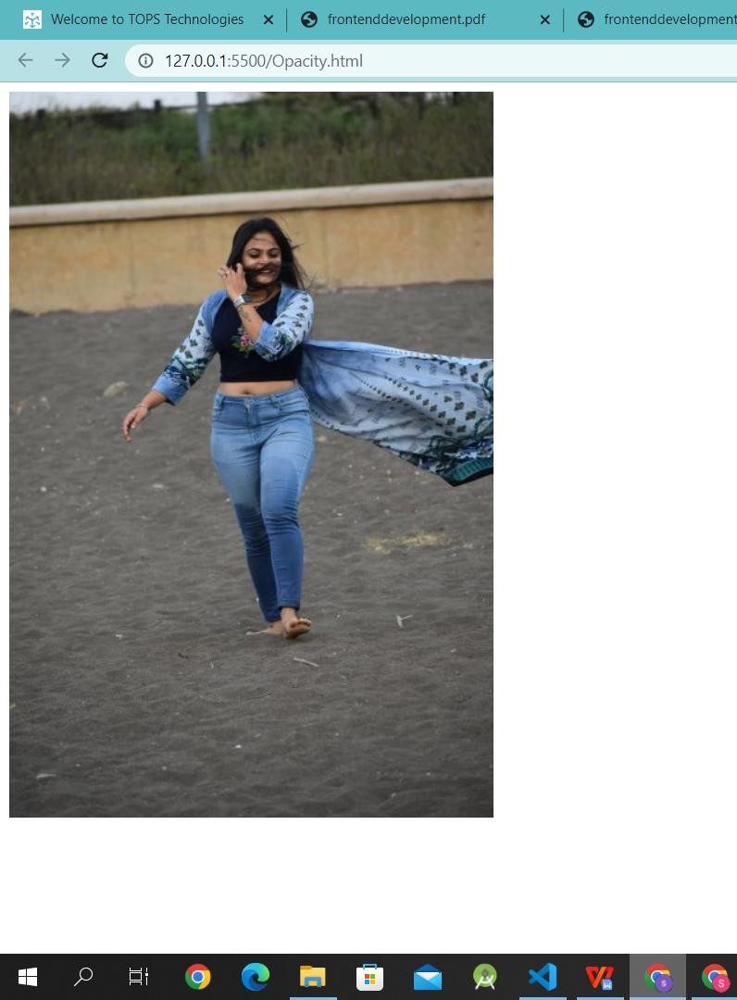 Welcome to TOPS Technologies
frontenddevelopment.pdf
frontenddevelopment
127.0.0.1:5500/Opacity.html